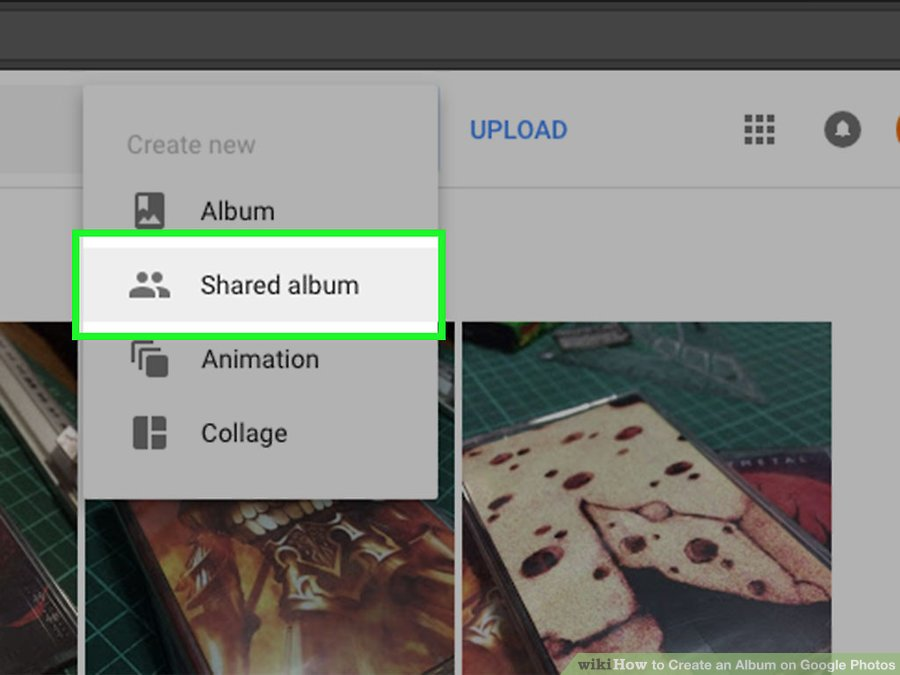 Create new
UPLOAD
Album
Shared album
Animation
Collage
wikiHow to Create an Album on Google Photos